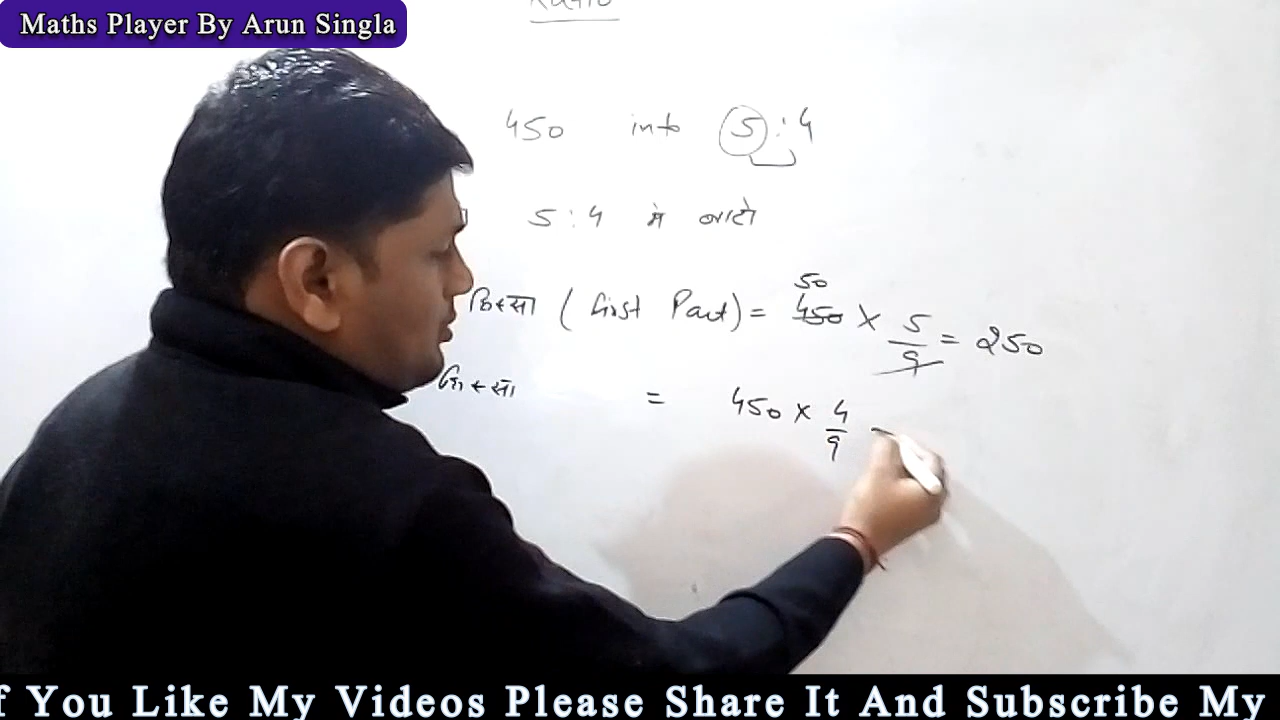 Maths Player By Arun Singla
Ratio
450 into 5 : 4
5 : 4 में बाटो
हिस्सा ( First Part ) = 450 × 5/9 = 250
50
हिस्सा = 450 × 4/9
f You Like My Videos Please Share It And Subscribe My